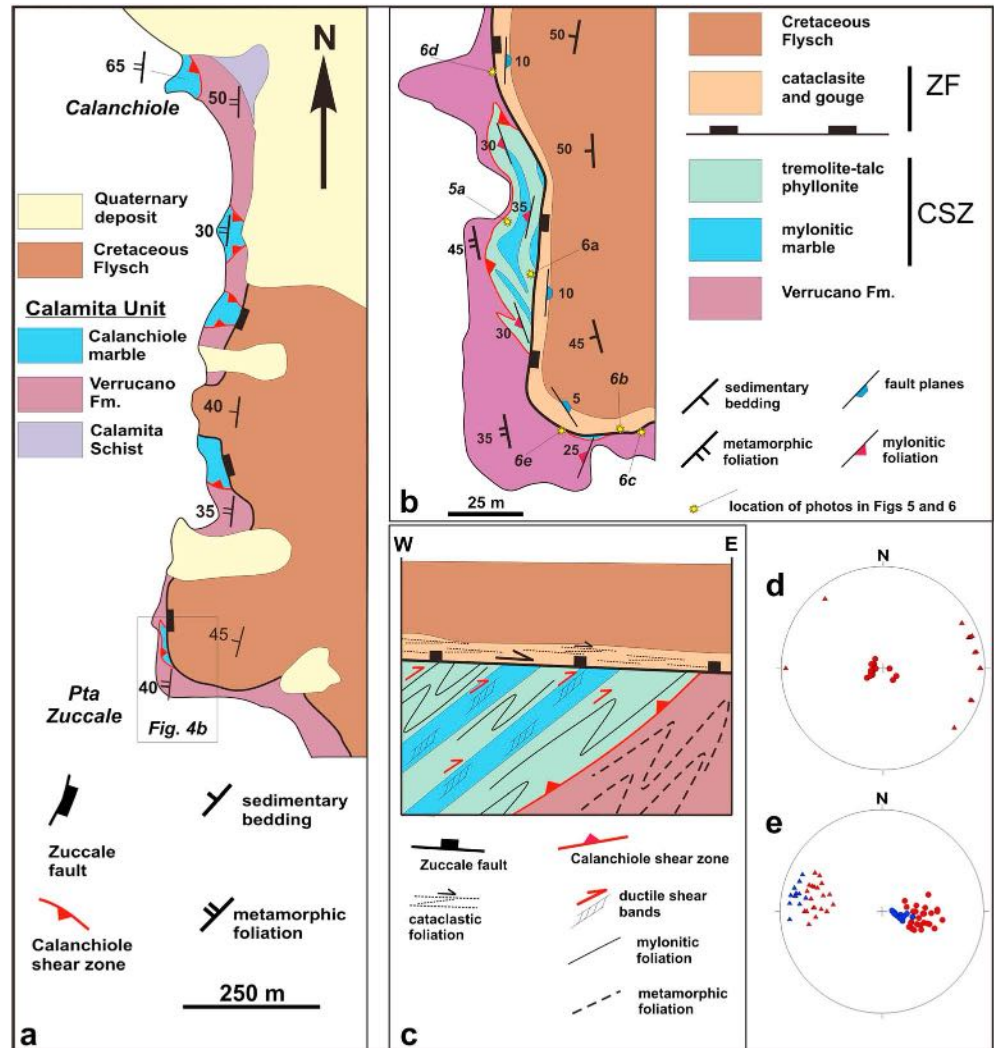 N
65
Calanchiole
50
30
Quaternary
deposit
Cretaceous
Flysch
Calamita Unit
Calanchiole
marble
Verrucano
Fm.
Calamita
Schist
40
35
45
40
Pta
Zuccale
Fig. 4b
Zuccale
fault
sedimentary
bedding
Calanchiole
shear zone
metamorphic
foliation
250 m
a
6d
50
10
50
30
5a
35
45
6a
10
30
45
5
6b
35
25
6e
6c
b
25 m
Cretaceous
Flysch
cataclasite
and gouge
ZF
tremolite-talc
phyllonite
CSZ
mylonitic
marble
Verrucano Fm.
sedimentary
bedding
fault planes
metamorphic
foliation
mylonitic
foliation
location of photos in Figs 5 and 6
W
E
Zuccale fault
Calanchiole shear zone
cataclastic
foliation
ductile shear
bands
mylonitic
foliation
metamorphic
foliation
c
d
N
e
N